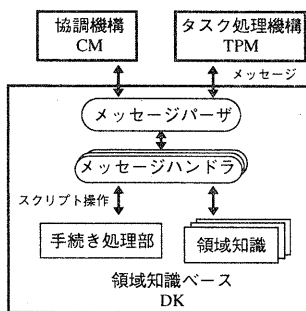 協調機構
CM
タスク処理機構
TPM
メッセージ
メッセージパーザ
メッセージハンドラ
スクリプト操作
手続き処理部
領域知識
領域知識ベース
DK